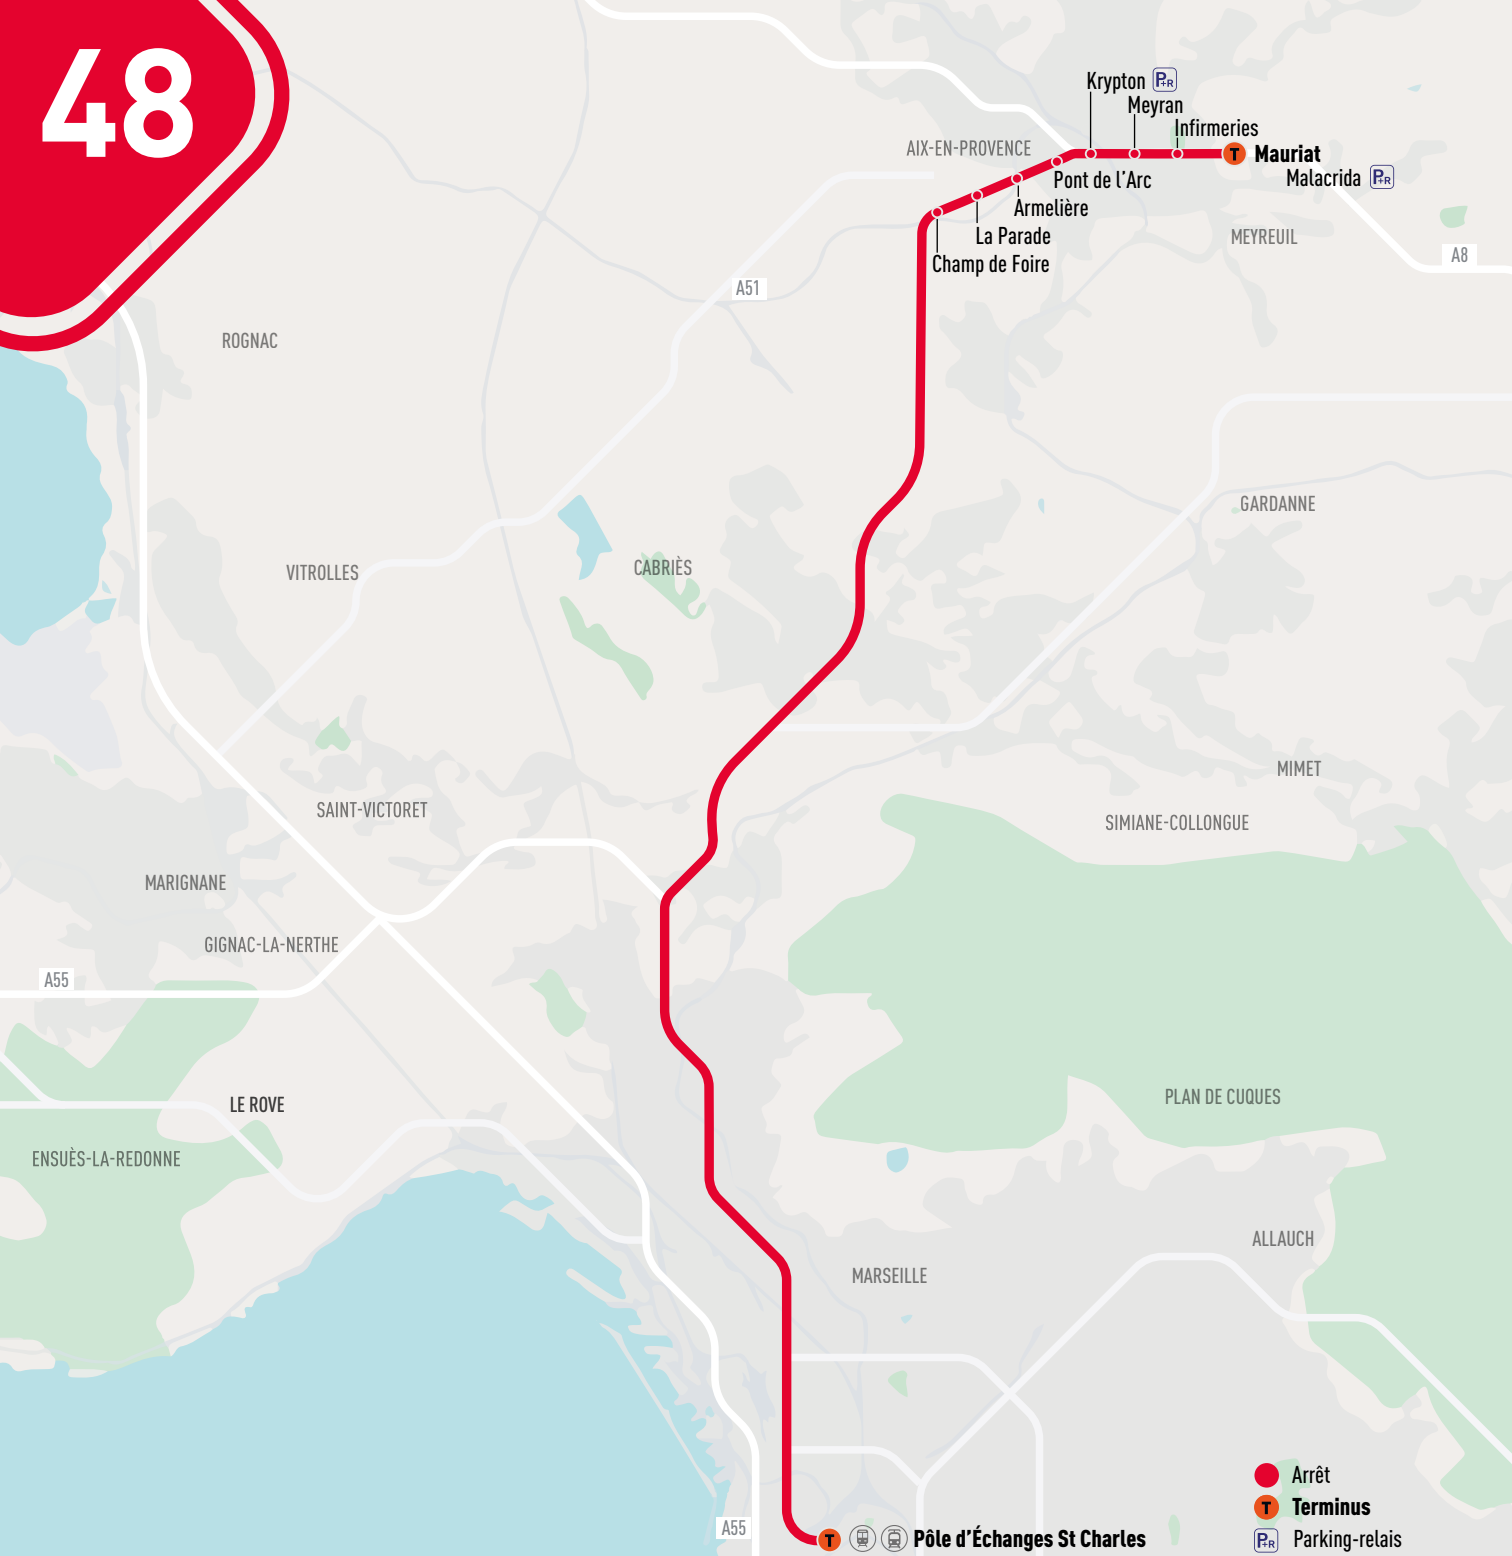 48
Krypton P+R
Meyran
Infirmeries
AIX-EN-PROVENCE
T Mauriat
Malacrida P+R
Pont de l'Arc
Armelière
La Parade
Champ de Foire
MEYREUIL
A8
A51
ROGNAC
GARDANNE
CABRIÈS
VITROLLES
MIMET
SAINT-VICTORET
SIMIANE-COLLONGUE
MARIGNANE
GIGNAC-LA-NERTHE
A55
PLAN DE CUQUES
LE ROVE
ENSUÈS-LA-REDONNE
ALLAUCH
MARSEILLE
Arrêt
T Terminus
P+R Parking-relais
A55
T Pôle d'Échanges St Charles